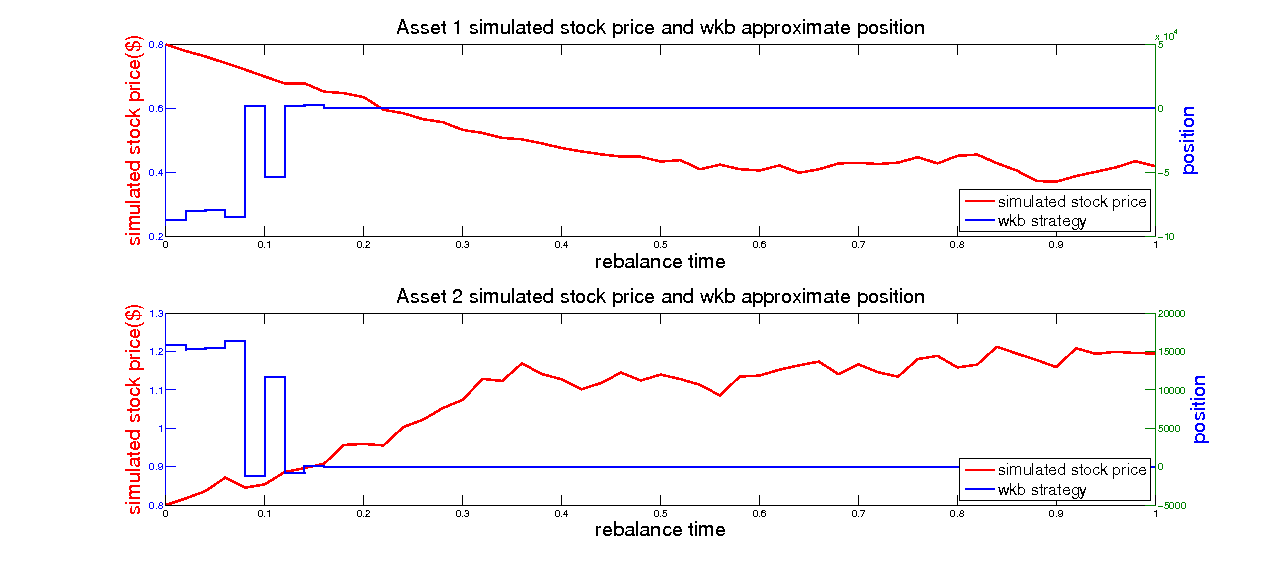 Asset 1 simulated stock price and wkb approximate position
x 10^4
0.8
0.6
0.4
0.2
simulated stock price($)
5
0
-5
-10
position
simulated stock price
wkb strategy
0 0.1 0.2 0.3 0.4 0.5 0.6 0.7 0.8 0.9 1
rebalance time
Asset 2 simulated stock price and wkb approximate position
1.3
1.2
1.1
1
0.9
0.8
simulated stock price($)
20000
15000
10000
5000
0
-5000
position
simulated stock price
wkb strategy
0 0.1 0.2 0.3 0.4 0.5 0.6 0.7 0.8 0.9 1
rebalance time